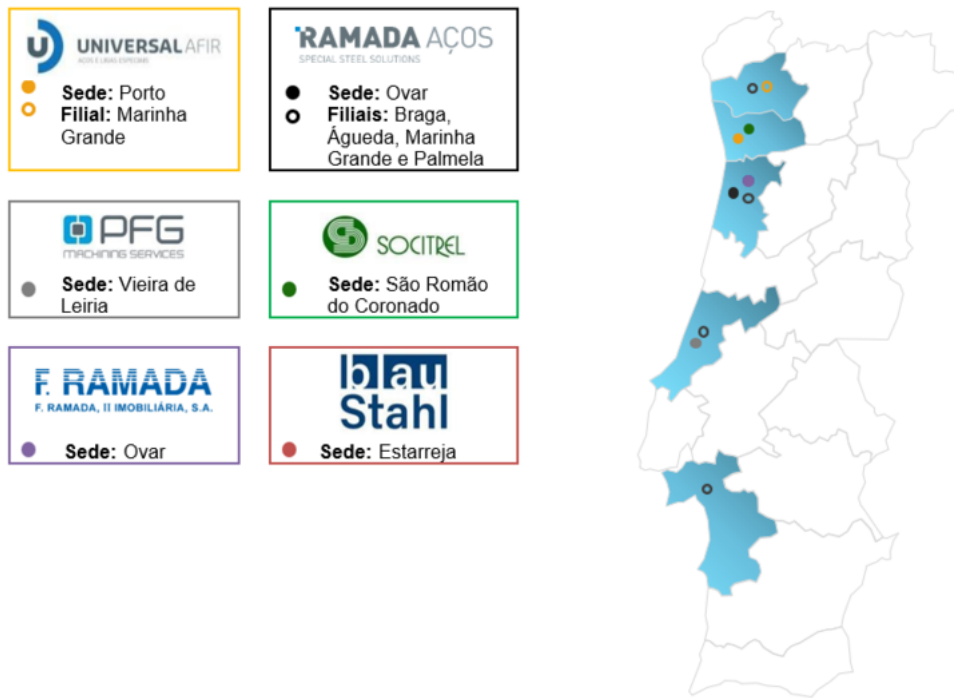 UNIVERSAL AFIR
AÇOS E LIGAS ESPECIAIS
Sede: Porto
Filial: Marinha
Grande
RAMADA AÇOS
SPECIAL STEEL SOLUTIONS
Sede: Ovar
Filiais: Braga,
Águeda, Marinha
Grande e Palmela
PFG
MACHINING SERVICES
Sede: Vieira de
Leiria
SOCITREL
Sede: São Romão
do Coronado
F. RAMADA
F. RAMADA, II IMOBILIÁRIA, S.A.
Sede: Ovar
blau
Stahl
Sede: Estarreja